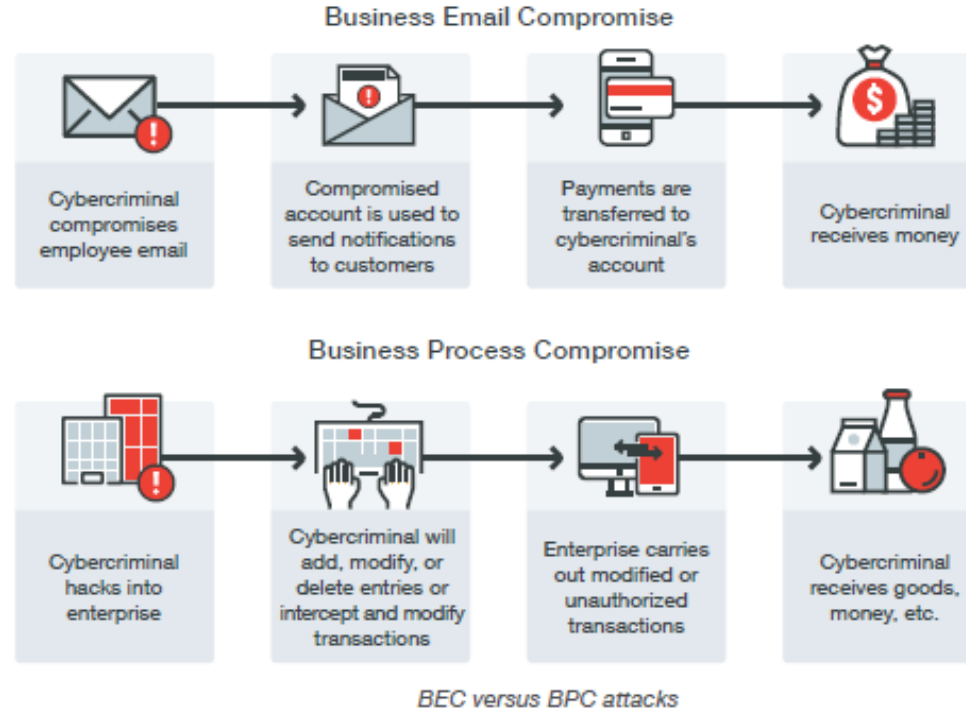 Business Email Compromise
Cybercriminal
compromises
employee email
Compromised
account is used to
send notifications
to customers
Payments are
transferred to
cybercriminal's
account
$
Cybercriminal
receives money
Business Process Compromise
Cybercriminal
hacks into
enterprise
Cybercriminal will
add, modify, or
delete entries or
intercept and modify
transactions
Enterprise carries
out modified or
unauthorized
transactions
Cybercriminal
receives goods,
money, etc.
BEC versus BPC attacks